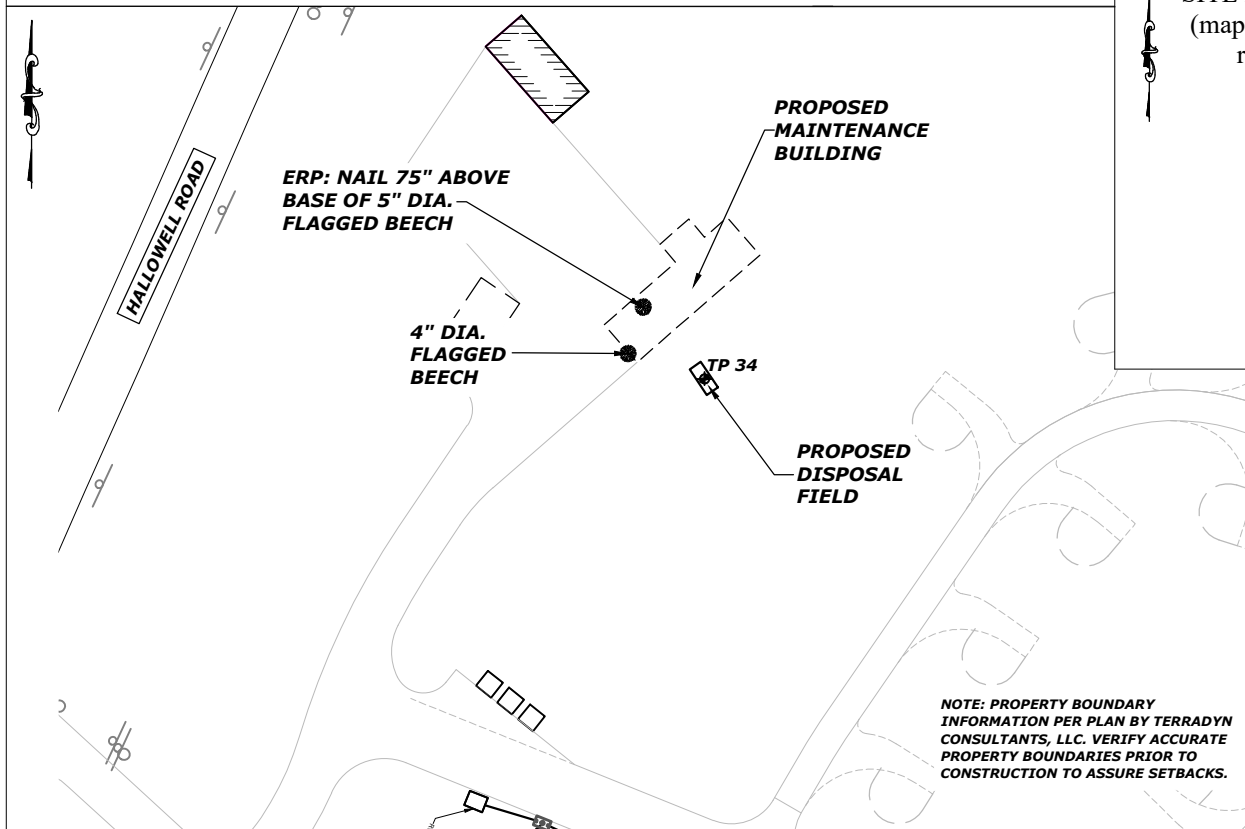 SITE
(map
r
PROPOSED
MAINTENANCE
BUILDING
ERP: NAIL 75" ABOVE
BASE OF 5" DIA.
FLAGGED BEECH
HALLOWELL ROAD
4" DIA.
FLAGGED
BEECH
TP 34
PROPOSED
DISPOSAL
FIELD
NOTE: PROPERTY BOUNDARY
INFORMATION PER PLAN BY TERRADYN
CONSULTANTS, LLC. VERIFY ACCURATE
PROPERTY BOUNDARIES PRIOR TO
CONSTRUCTION TO ASSURE SETBACKS.